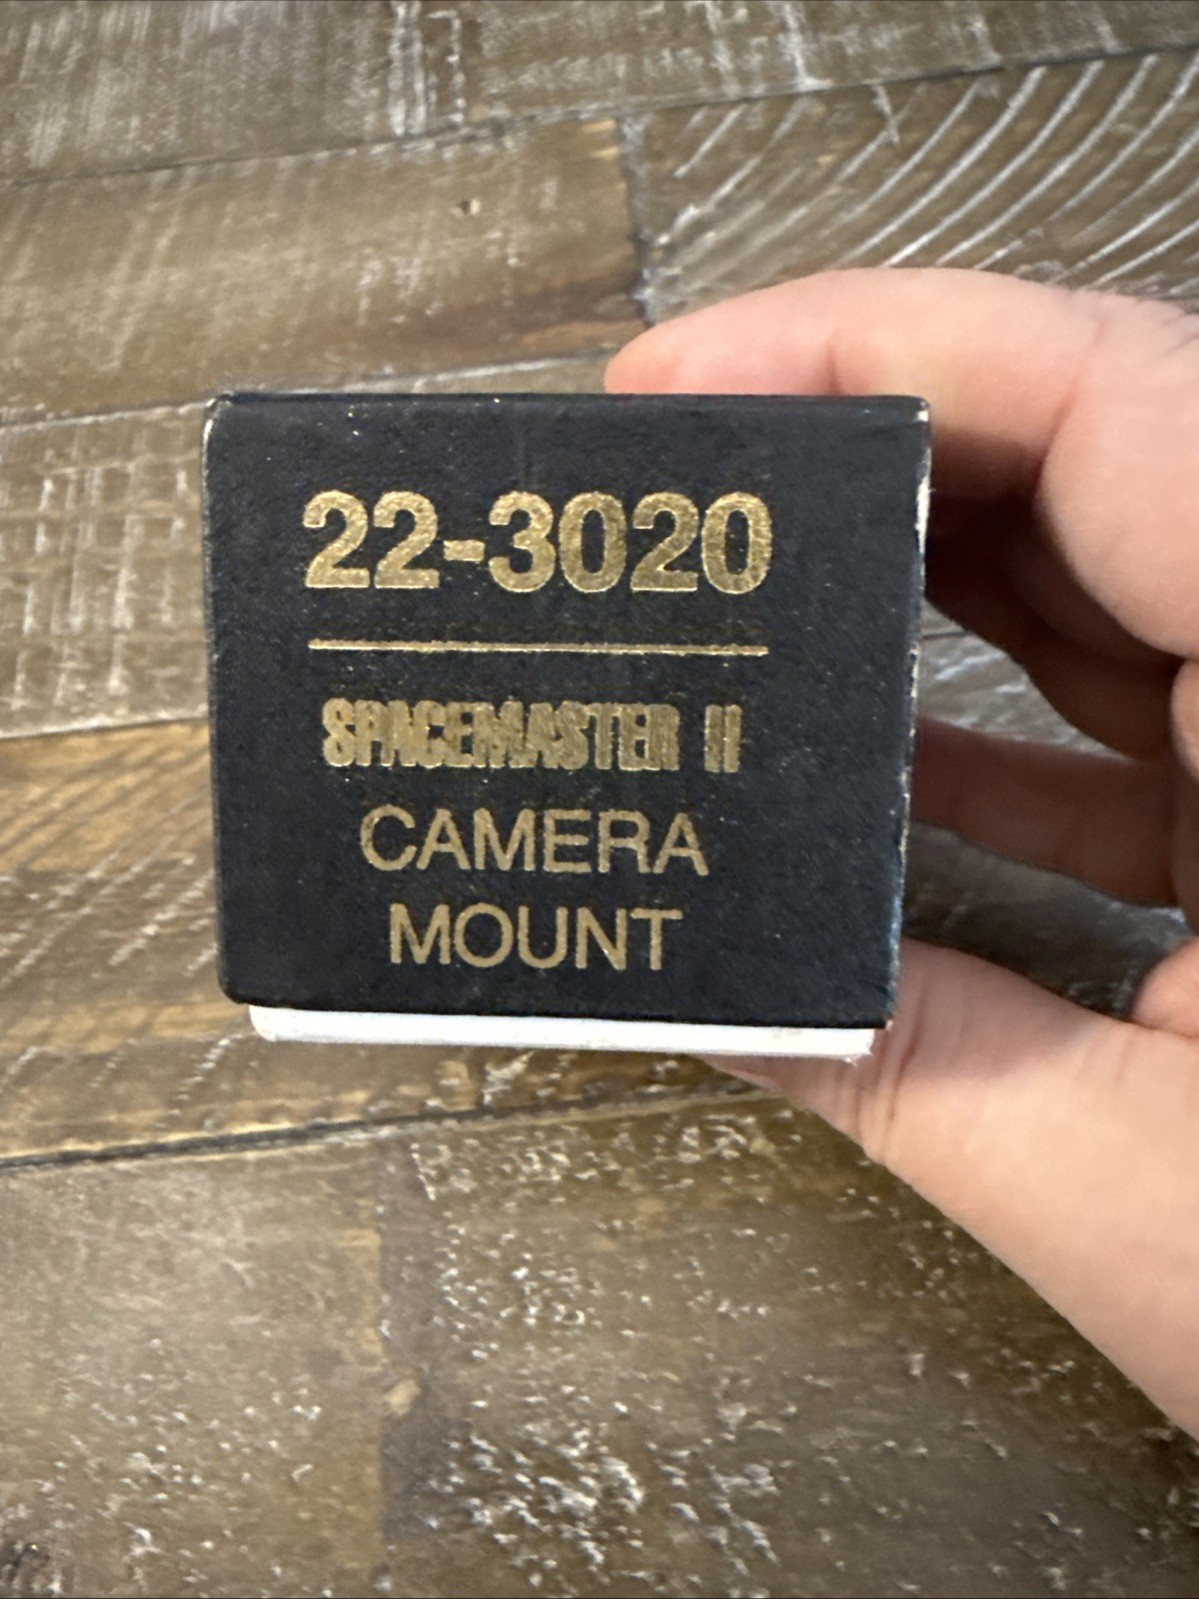 22-3020
SPACEMASTER II
CAMERA
MOUNT